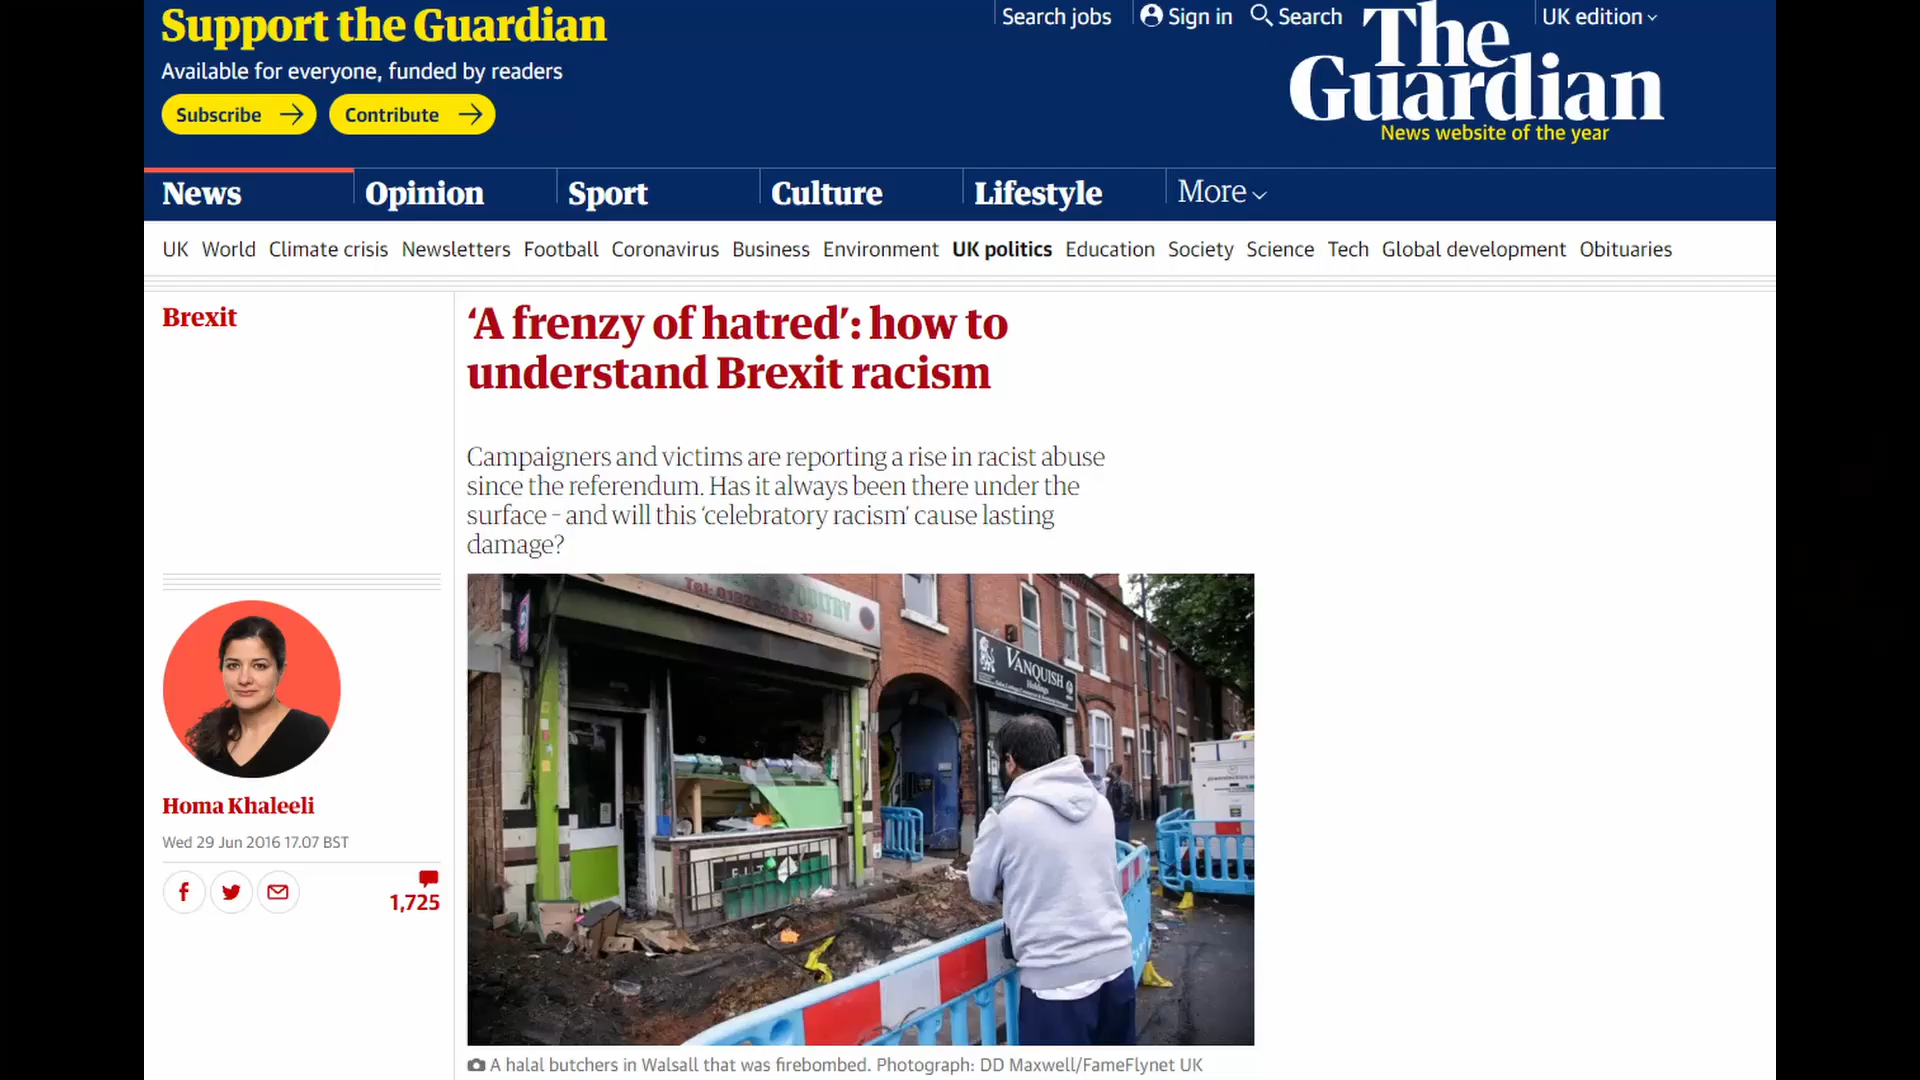 Support the Guardian
Available for everyone, funded by readers
Subscribe
Contribute
Search jobs
Sign in
Search
UK edition
The
Guardian
News website of the year
News
Opinion
Sport
Culture
Lifestyle
More
UK World Climate crisis Newsletters Football Coronavirus Business Environment UK politics Education Society Science Tech Global development Obituaries
Brexit
‘A frenzy of hatred’: how to
understand Brexit racism
Campaigners and victims are reporting a rise in racist abuse
since the referendum. Has it always been there under the
surface – and will this ‘celebratory racism’ cause lasting
damage?
Homa Khaleeli
Wed 29 Jun 2016 17.07 BST
1,725
POULTRY
VANQUISH
Holdings
A halal butchers in Walsall that was firebombed. Photograph: DD Maxwell/FameFlynet UK